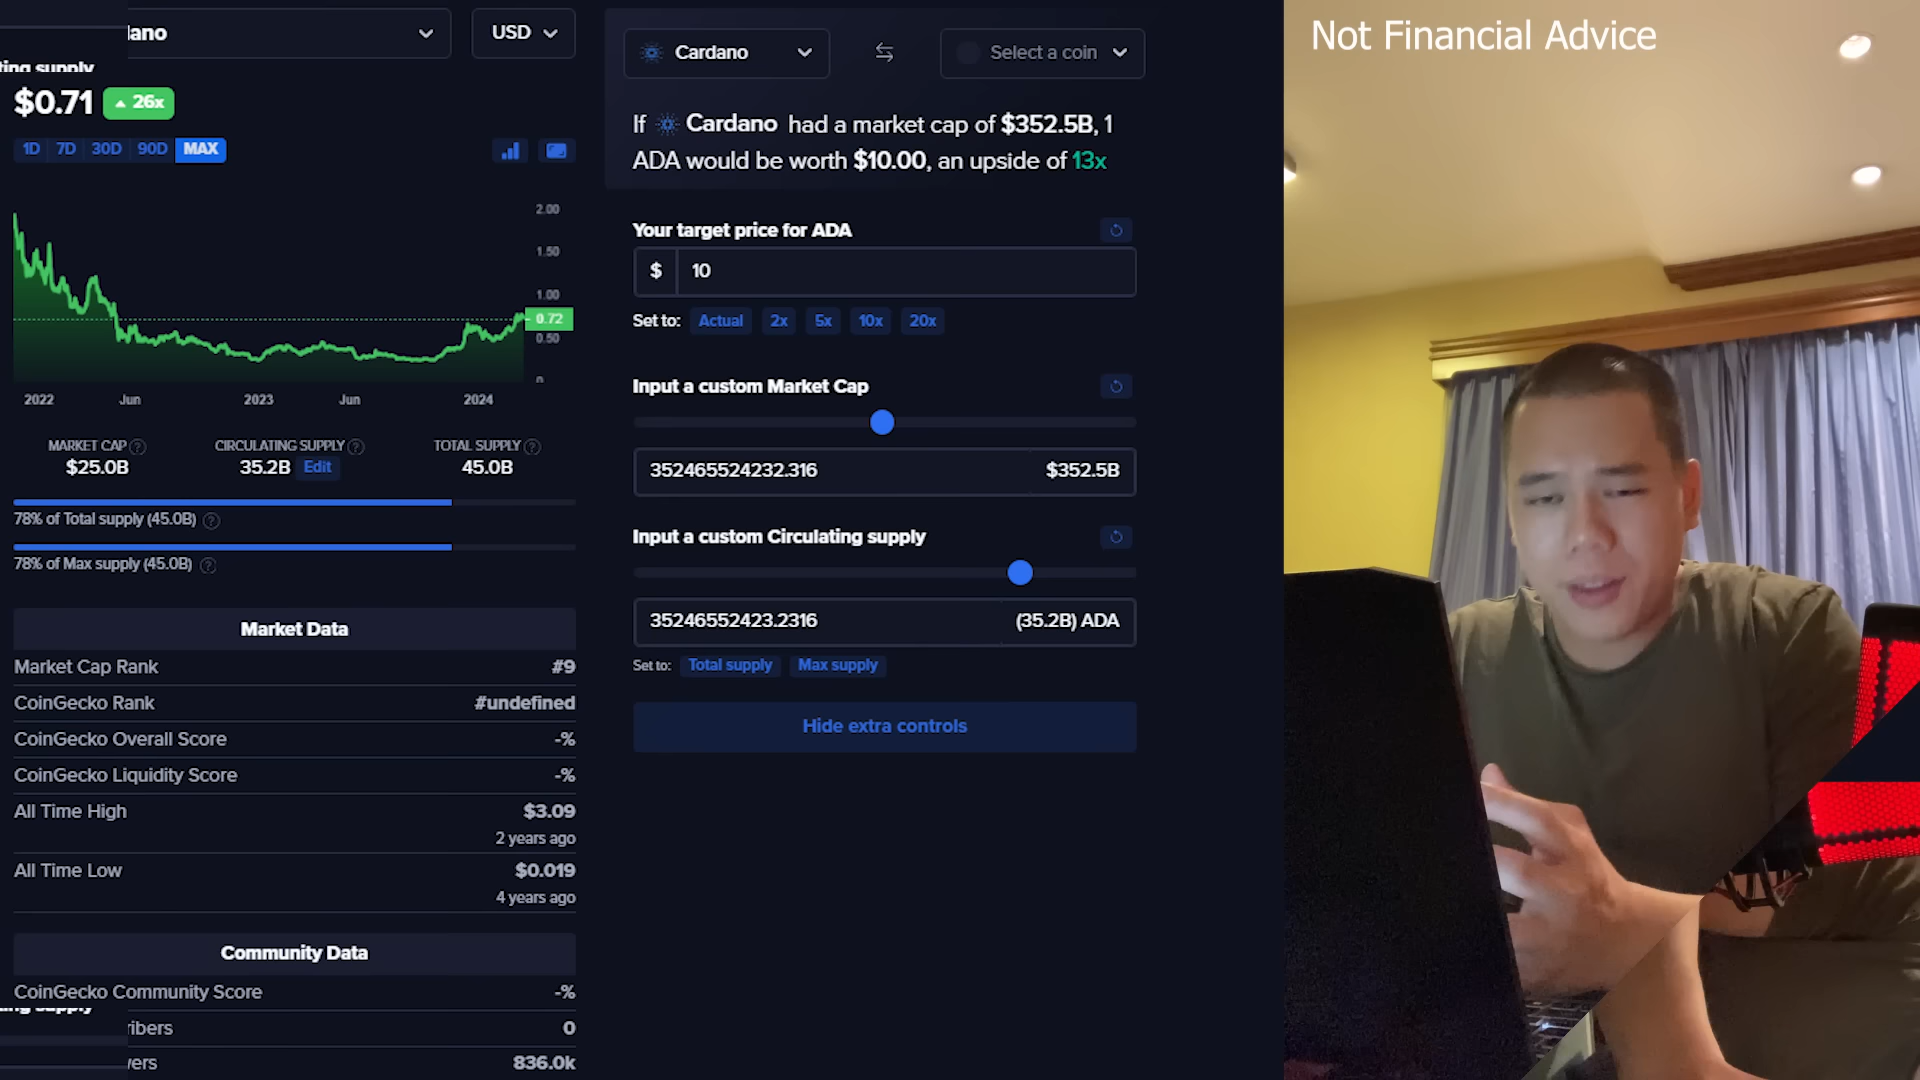 lano
USD
ting supply
$0.71
26x
1D 7D 30D 90D MAX
2.00
1.50
1.00
0.72
0.50
0
2022 Jun 2023 Jun 2024
MARKET CAP CIRCULATING SUPPLY TOTAL SUPPLY
$25.0B 35.2B Edit 45.0B
78% of Total supply (45.0B)
78% of Max supply (45.0B)
Market Data
Market Cap Rank #9
CoinGecko Rank #undefined
CoinGecko Overall Score -%
CoinGecko Liquidity Score -%
All Time High $3.09
2 years ago
All Time Low $0.019
4 years ago
Community Data
CoinGecko Community Score -%
ribers 0
vers 836.0k
Cardano Select a coin
If Cardano had a market cap of $352.5B, 1
ADA would be worth $10.00, an upside of 13x
Your target price for ADA
$ 10
Set to: Actual 2x 5x 10x 20x
Input a custom Market Cap
352465524232.316 $352.5B
Input a custom Circulating supply
35246552423.2316 (35.2B) ADA
Set to: Total supply Max supply
Hide extra controls
Not Financial Advice